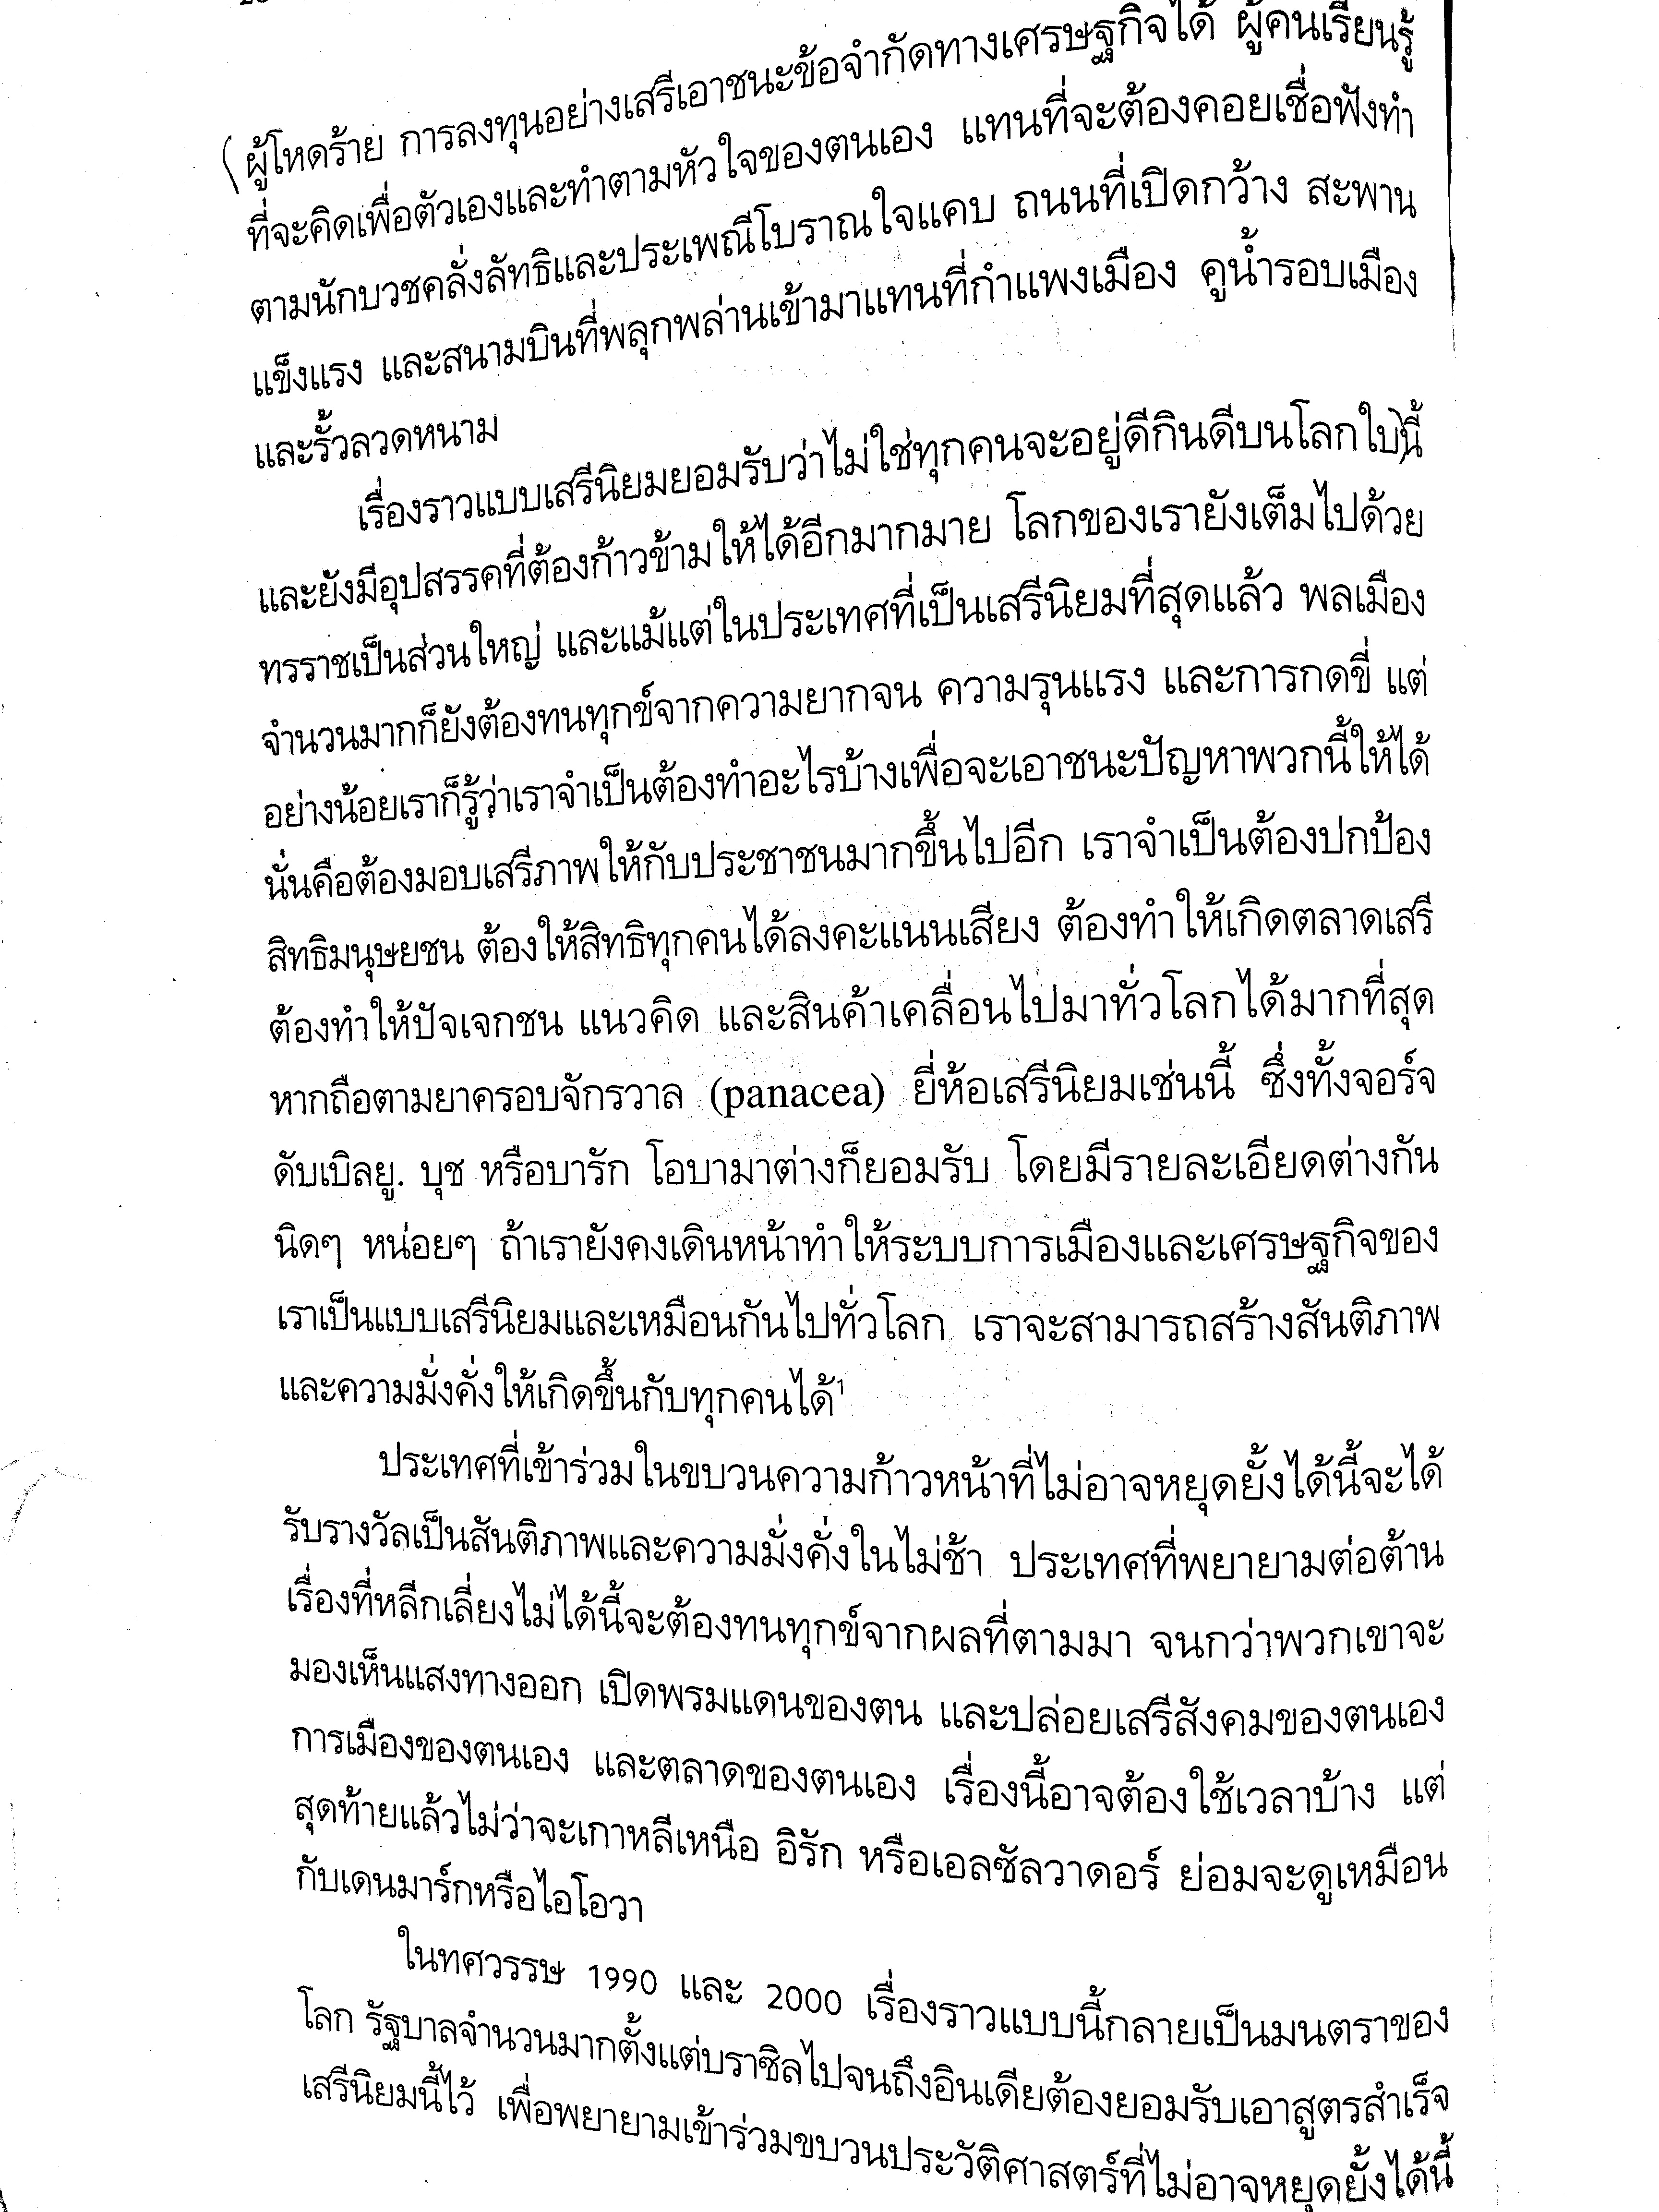 ผู้โหดร้าย การลงทุนอย่างเสรีเอาชนะข้อจำกัดทางเศรษฐกิจได้ ผู้คนเรียนรู้
ที่จะคิดเพื่อตัวเองและทำตามหัวใจของตนเอง แทนที่จะต้องคอยเชื่อฟังทำ
ตามนักบวชคลั่งลัทธิและประเพณีโบราณใจแคบ ถนนที่เปิดกว้าง สะพาน
แข็งแรง และสนามบินที่พลุกพล่านเข้ามาแทนที่กำแพงเมือง คูน้ำรอบเมือง
และรั้วลวดหนาม
เรื่องราวแบบเสรีนิยมยอมรับว่าไม่ใช่ทุกคนจะอยู่ดีกินดีบนโลกใบนี้
และยังมีอุปสรรคที่ต้องก้าวข้ามให้ได้อีกมากมาย โลกของเรายังเต็มไปด้วย
ทรราชเป็นส่วนใหญ่ และแม้แต่ในประเทศที่เป็นเสรีนิยมที่สุดแล้ว พลเมือง
จำนวนมากก็ยังต้องทนทุกข์จากความยากจน ความรุนแรง และการกดขี่ แต่
อย่างน้อยเราก็รู้ว่าเราจำเป็นต้องทำอะไรบ้างเพื่อจะเอาชนะปัญหาพวกนี้ให้ได้
นั่นคือต้องมอบเสรีภาพให้กับประชาชนมากขึ้นไปอีก เราจำเป็นต้องปกป้อง
สิทธิมนุษยชน ต้องให้สิทธิทุกคนได้ลงคะแนนเสียง ต้องทำให้เกิดตลาดเสรี
ต้องทำให้ปัจเจกชน แนวคิด และสินค้าเคลื่อนไปมาทั่วโลกได้มากที่สุด
หากถือตามยาครอบจักรวาล (panacea) ยี่ห้อเสรีนิยมเช่นนี้ ซึ่งทั้งจอร์จ
ดับเบิลยู. บุช หรือบารัก โอบามาต่างก็ยอมรับ โดยมีรายละเอียดต่างกัน
นิดๆ หน่อยๆ ถ้าเรายังคงเดินหน้าทำให้ระบบการเมืองและเศรษฐกิจของ
เราเป็นแบบเสรีนิยมและเหมือนกันไปทั่วโลก เราจะสามารถสร้างสันติภาพ
และความมั่งคั่งให้เกิดขึ้นกับทุกคนได้¹
ประเทศที่เข้าร่วมในขบวนความก้าวหน้าที่ไม่อาจหยุดยั้งได้นี้จะได้
รับรางวัลเป็นสันติภาพและความมั่งคั่งในไม่ช้า ประเทศที่พยายามต่อต้าน
เรื่องที่หลีกเลี่ยงไม่ได้นี้จะต้องทนทุกข์จากผลที่ตามมา จนกว่าพวกเขาจะ
มองเห็นแสงทางออก เปิดพรมแดนของตน และปล่อยเสรีสังคมของตนเอง
การเมืองของตนเอง และตลาดของตนเอง เรื่องนี้อาจต้องใช้เวลาบ้าง แต่
สุดท้ายแล้วไม่ว่าจะเกาหลีเหนือ อิรัก หรือเอลซัลวาดอร์ ย่อมจะดูเหมือน
กับเดนมาร์กหรือไอโอวา
ในทศวรรษ 1990 และ 2000 เรื่องราวแบบนี้กลายเป็นมนตราของ
โลก รัฐบาลจำนวนมากตั้งแต่บราซิลไปจนถึงอินเดียต้องยอมรับเอาสูตรสำเร็จ
เสรีนิยมนี้ไว้ เพื่อพยายามเข้าร่วมขบวนประวัติศาสตร์ที่ไม่อาจหยุดยั้งได้นี้